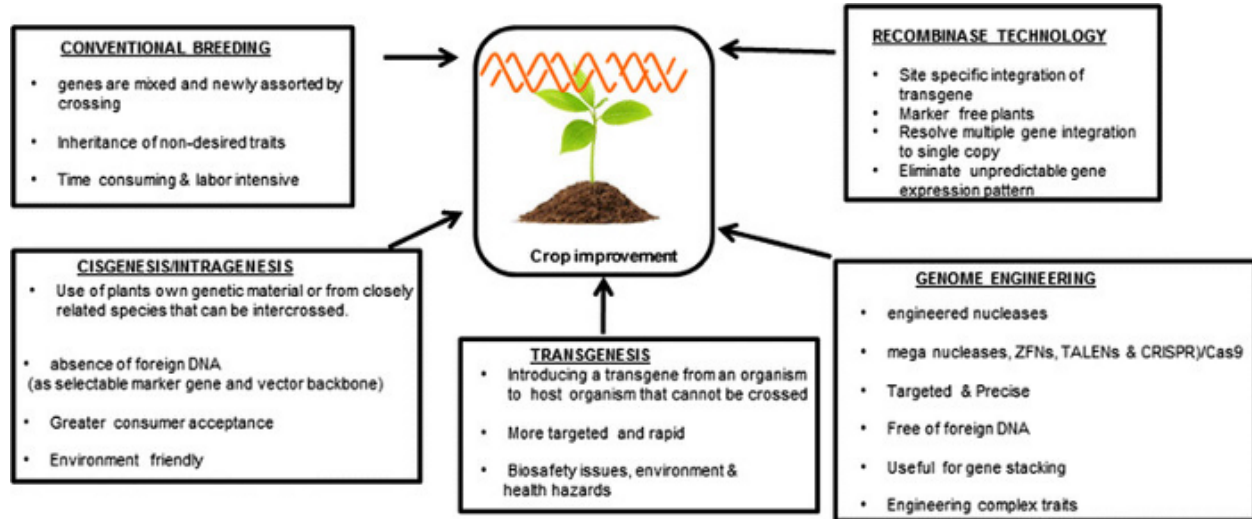 CONVENTIONAL BREEDING
• genes are mixed and newly assorted by
crossing
• Inheritance of non-desired traits
• Time consuming & labor intensive
CISGENESIS/INTRAGENESIS
• Use of plants own genetic material or from closely
related species that can be intercrossed.
• absence of foreign DNA
(as selectable marker gene and vector backbone)
• Greater consumer acceptance
• Environment friendly
Crop improvement
TRANSGENESIS
• Introducing a transgene from an organism
to host organism that cannot be crossed
• More targeted and rapid
• Biosafety issues, environment &
health hazards
RECOMBINASE TECHNOLOGY
• Site specific integration of
transgene
• Marker free plants
• Resolve multiple gene integration
to single copy
• Eliminate unpredictable gene
expression pattern
GENOME ENGINEERING
• engineered nucleases
• mega nucleases, ZFNs, TALENs & CRISPR)/Cas9
• Targeted & Precise
• Free of foreign DNA
• Useful for gene stacking
• Engineering complex traits